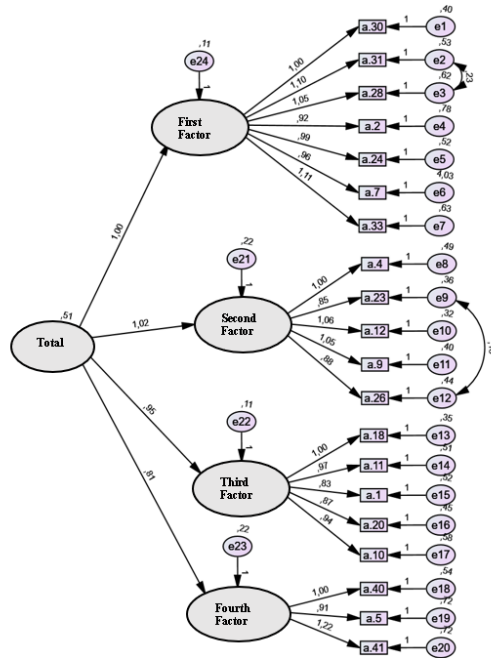 ,40
a.30
1
e1
,53
,11
e24
1,00
a.31
1
e2
,62
,23
1
1,10
a.28
1
e3
,78
First
Factor
1,05
,92
a.2
1
e4
,52
,99
a.24
1
e5
4,03
,96
a.7
1
e6
,63
1,11
a.33
1
e7
1,00
,22
e21
1
,49
1,00
a.4
1
e8
,36
,85
a.23
1
e9
,32
Second
Factor
1,06
a.12
1
e10
,40
1,05
a.9
1
e11
,44
,88
a.26
1
e12
,51
Total
1,02
,95
,81
,11
e22
1
,35
1,00
a.18
1
e13
,51
Third
Factor
,97
a.11
1
e14
,52
,83
a.1
1
e15
,45
,87
a.20
1
e16
,58
,94
a.10
1
e17
,22
e23
1
,54
1,00
a.40
1
e18
,72
Fourth
Factor
,91
a.5
1
e19
,72
1,22
a.41
1
e20